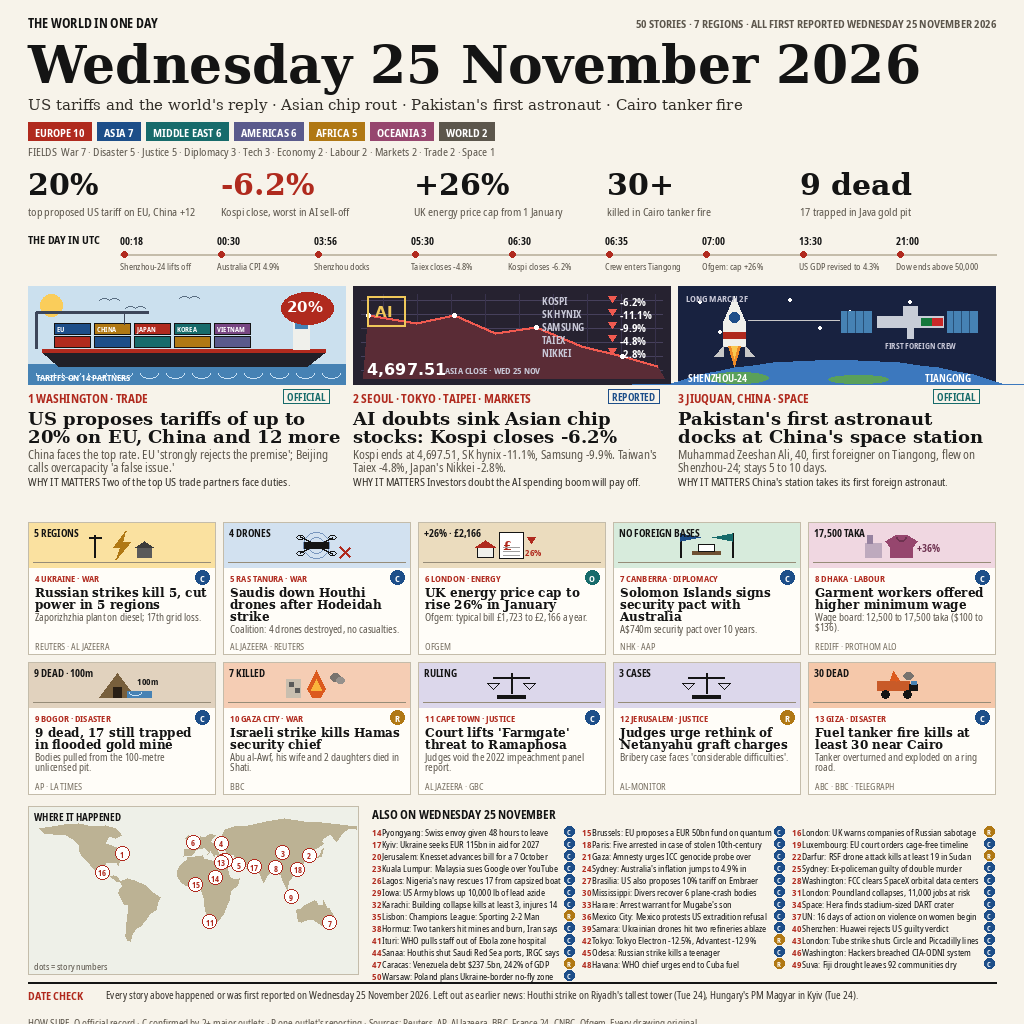 THE WORLD IN ONE DAY
50 STORIES · 7 REGIONS · ALL FIRST REPORTED WEDNESDAY 25 NOVEMBER 2026
Wednesday 25 November 2026
US tariffs and the world's reply · Asian chip rout · Pakistan's first astronaut · Cairo tanker fire
EUROPE 10 ASIA 7 MIDDLE EAST 6 AMERICAS 6 AFRICA 5 OCEANIA 3 WORLD 2
FIELDS War 7 · Disaster 5 · Justice 5 · Diplomacy 3 · Tech 3 · Economy 2 · Labour 2 · Markets 2 · Trade 2 · Space 1
20%
top proposed US tariff on EU, China +12
-6.2%
Kospi close, worst in AI sell-off
+26%
UK energy price cap from 1 January
30+
killed in Cairo tanker fire
9 dead
17 trapped in Java gold pit
THE DAY IN UTC
00:18
Shenzhou-24 lifts off
00:30
Australia CPI 4.9%
03:56
Shenzhou docks
05:30
Taiex closes -4.8%
06:30
Kospi closes -6.2%
06:35
Crew enters Tiangong
07:00
Ofgem: cap +26%
13:30
US GDP revised to 4.3%
21:00
Dow ends above 50,000
20%
EU CHINA JAPAN KOREA VIETNAM
TARIFFS ON 14 PARTNERS
1 WASHINGTON · TRADE
OFFICIAL
US proposes tariffs of up to
20% on EU, China and 12 more
China faces the top rate. EU 'strongly rejects the premise'; Beijing
calls overcapacity 'a false issue.'
WHY IT MATTERS Two of the top US trade partners face duties.
AI
KOSPI -6.2%
SK HYNIX -11.1%
SAMSUNG -9.9%
TAIEX -4.8%
NIKKEI -2.8%
4,697.51 ASIA CLOSE · WED 25 NOV
2 SEOUL · TOKYO · TAIPEI · MARKETS
REPORTED
AI doubts sink Asian chip
stocks: Kospi closes -6.2%
Kospi ends at 4,697.51, SK hynix -11.1%, Samsung -9.9%. Taiwan's
Taiex -4.8%, Japan's Nikkei -2.8%.
WHY IT MATTERS Investors doubt the AI spending boom will pay off.
LONG MARCH 2F
FIRST FOREIGN CREW
SHENZHOU-24
TIANGONG
3 JIUQUAN, CHINA · SPACE
OFFICIAL
Pakistan's first astronaut
docks at China's space station
Muhammad Zeeshan Ali, 40, first foreigner on Tiangong, flew on
Shenzhou-24; stays 5 to 10 days.
WHY IT MATTERS China's station takes its first foreign astronaut.
5 REGIONS
4 UKRAINE · WAR
C
Russian strikes kill 5, cut
power in 5 regions
Zaporizhzhia plant on diesel; 17th grid loss.
REUTERS · AL JAZEERA
4 DRONES
5 RAS TANURA · WAR
C
Saudis down Houthi
drones after Hodeidah
strike
Coalition: 4 drones destroyed, no casualties.
AL JAZEERA · REUTERS
+26% · £2,166
£
26%
6 LONDON · ENERGY
O
UK energy price cap to
rise 26% in January
Ofgem: typical bill £1,723 to £2,166 a year.
OFGEM
NO FOREIGN BASES
7 CANBERRA · DIPLOMACY
C
Solomon Islands signs
security pact with
Australia
A$740m security pact over 10 years.
NHK · AAP
17,500 TAKA
+36%
8 DHAKA · LABOUR
C
Garment workers offered
higher minimum wage
Wage board: 12,500 to 17,500 taka ($100 to
$136).
REDIFF · PROTHOM ALO
9 DEAD · 100m
100m
9 BOGOR · DISASTER
C
9 dead, 17 still trapped
in flooded gold mine
Bodies pulled from the 100-metre
unlicensed pit.
AP · LA TIMES
7 KILLED
10 GAZA CITY · WAR
R
Israeli strike kills Hamas
security chief
Abu al-Awf, his wife and 2 daughters died in
Shati.
BBC
RULING
11 CAPE TOWN · JUSTICE
C
Court lifts 'Farmgate'
threat to Ramaphosa
Judges void the 2022 impeachment panel
report.
ALJAZEERA · GBC
3 CASES
12 JERUSALEM · JUSTICE
R
Judges urge rethink of
Netanyahu graft charges
Bribery case faces 'considerable difficulties'.
AL-MONITOR
30 DEAD
13 GIZA · DISASTER
C
Fuel tanker fire kills at
least 30 near Cairo
Tanker overturned and exploded on a ring
road.
ABC · BBC · TELEGRAPH
WHERE IT HAPPENED
1 2 3 4 5 6 7 8 9 11 13 14 15 16 17 18
dots = story numbers
ALSO ON WEDNESDAY 25 NOVEMBER
14 Pyongyang: Swiss envoy given 48 hours to leave C
15 Brussels: EU proposes a EUR 50bn fund on quantum C
16 London: UK warns companies of Russian sabotage R
17 Kyiv: Ukraine seeks EUR 115bn in aid for 2027 C
18 Paris: Five arrested in case of stolen 10th-century C
19 Luxembourg: EU court orders cage-free timeline C
20 Jerusalem: Knesset advances bill for a 7 October C
21 Gaza: Amnesty urges ICC genocide probe over C
22 Darfur: RSF drone attack kills at least 19 in Sudan R
23 Kuala Lumpur: Malaysia sues Google over YouTube C
24 Sydney: Australia's inflation jumps to 4.9% in C
25 Sydney: Ex-policeman guilty of double murder C
26 Lagos: Nigeria's navy rescues 17 from capsized boat C
27 Brasilia: US also proposes 10% tariff on Embraer C
28 Washington: FCC clears SpaceX orbital data centers C
29 Iowa: US Army blows up 10,000 lb of lead azide C
30 Mississippi: Divers recover 6 plane-crash bodies C
31 London: Poundland collapses, 11,000 jobs at risk C
32 Karachi: Building collapse kills at least 3, injures 14 C
33 Harare: Arrest warrant for Mugabe's son C
34 Space: Hera finds stadium-sized DART crater C
35 Lisbon: Champions League: Sporting 2-2 Man R
36 Mexico City: Mexico protests US extradition refusal C
37 UN: 16 days of action on violence on women begin C
38 Hormuz: Two tankers hit mines and burn, Iran says C
39 Samara: Ukrainian drones hit two refineries ablaze C
40 Shenzhen: Huawei rejects US guilty verdict C
41 Ituri: WHO pulls staff out of Ebola zone hospital C
42 Tokyo: Tokyo Electron -12.5%, Advantest -12.9% R
43 London: Tube strike shuts Circle and Piccadilly lines C
44 Sanaa: Houthis shut Saudi Red Sea ports, IRGC says C
45 Odesa: Russian strike kills a teenager C
46 Washington: Hackers breached CIA-ODNI system C
47 Caracas: Venezuela debt $237.5bn, 242% of GDP R
48 Havana: WHO chief urges end to Cuba fuel R
49 Suva: Fiji drought leaves 92 communities dry C
50 Warsaw: Poland plans Ukraine-border no-fly zone C
DATE CHECK Every story above happened or was first reported on Wednesday 25 November 2026. Left out as earlier news: Houthi strike on Riyadh's tallest tower (Tue 24), Hungary's PM Magyar in Kyiv (Tue 24).
HOW SURE O official record · C confirmed by 2+ major outlets · R one outlet's reporting · Sources: Reuters, AP, Al Jazeera, BBC, France 24, CNBC, Ofgem. Every drawing original.